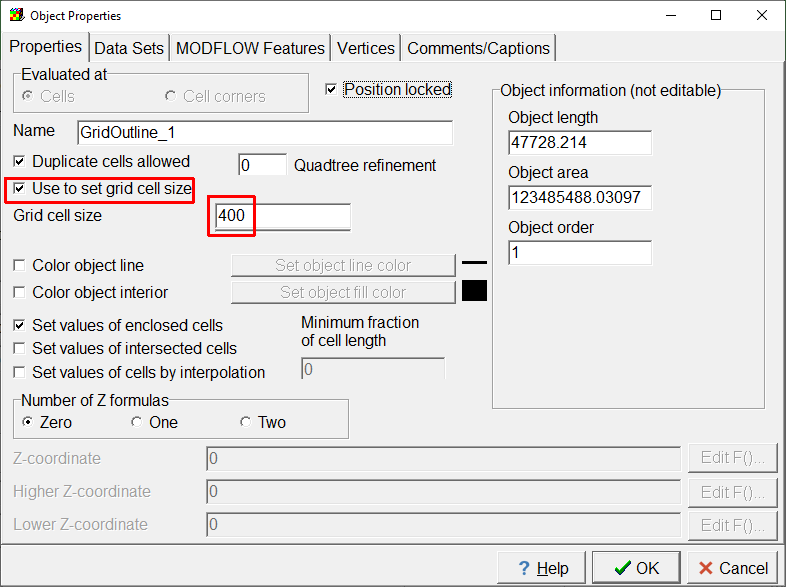 Object Properties
Properties
Data Sets
MODFLOW Features
Vertices
Comments/Captions
Evaluated at
Cells
Cell corners
Position locked
Name
GridOutline_1
Duplicate cells allowed
0
Quadtree refinement
Use to set grid cell size
Grid cell size
400
Color object line
Set object line color
Color object interior
Set object fill color
Set values of enclosed cells
Set values of intersected cells
Set values of cells by interpolation
Minimum fraction
of cell length
0
Number of Z formulas
Zero
One
Two
Object information (not editable)
Object length
47728.214
Object area
123485488.03097
Object order
1
Z-coordinate
0
Edit F()...
Higher Z-coordinate
0
Edit F()...
Lower Z-coordinate
0
Edit F()...
? Help
OK
Cancel